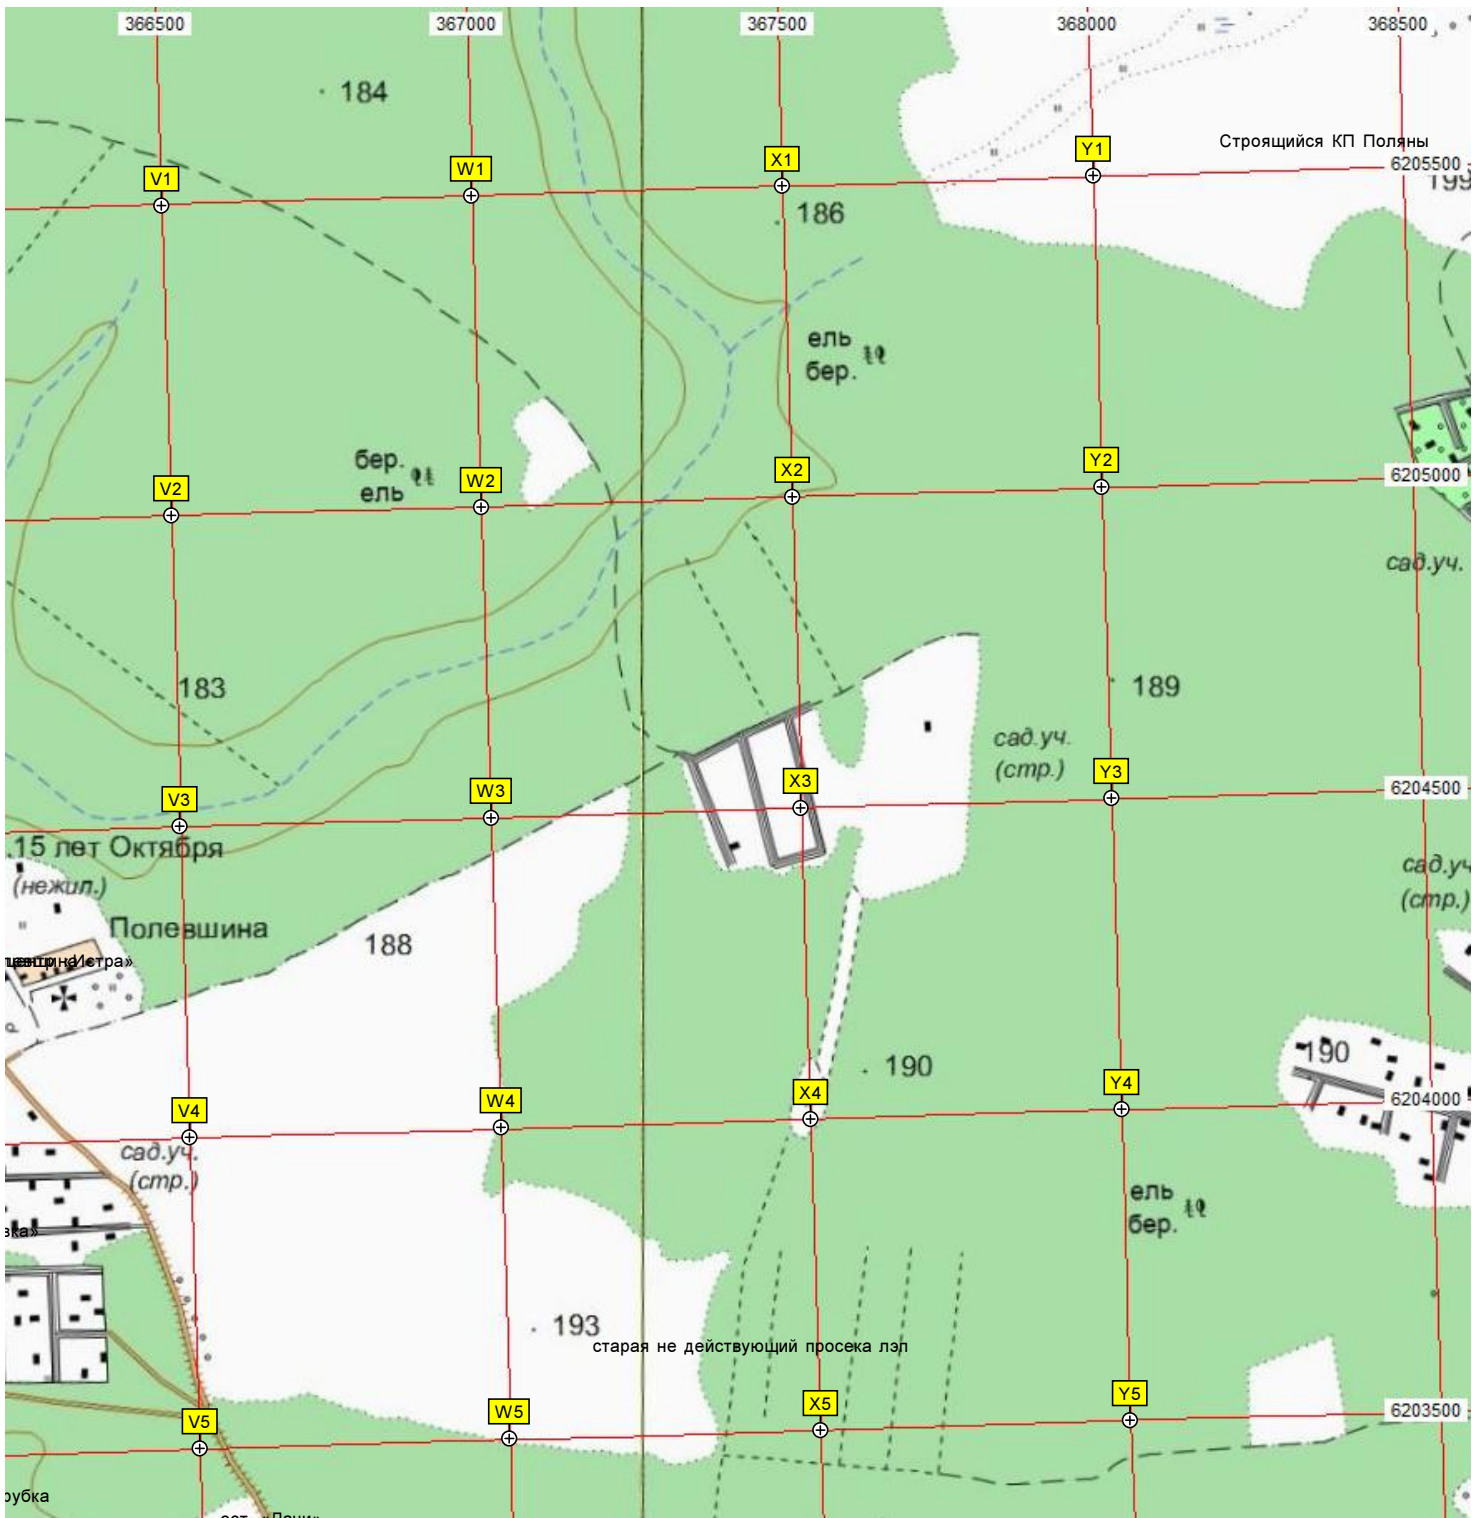 366500 367000 367500 368000 368500
184
Строящийся КП Поляны
Y1
X1
W1
V1
6205500
199
186
ель
бер.
бер.
ель
Y2
X2
W2
V2
6205000
сад.уч.
183
189
сад.уч.
(стр.)
Y3
X3
W3
V3
6204500
15 лет Октября
(нежил.)
Полевшина
188
сад.уч
(стр.)
190
190
Y4
X4
W4
V4
6204000
сад.уч.
(стр.)
ель
бер.
193
старая не действующий просека лэп
Y5
X5
W5
V5
6203500